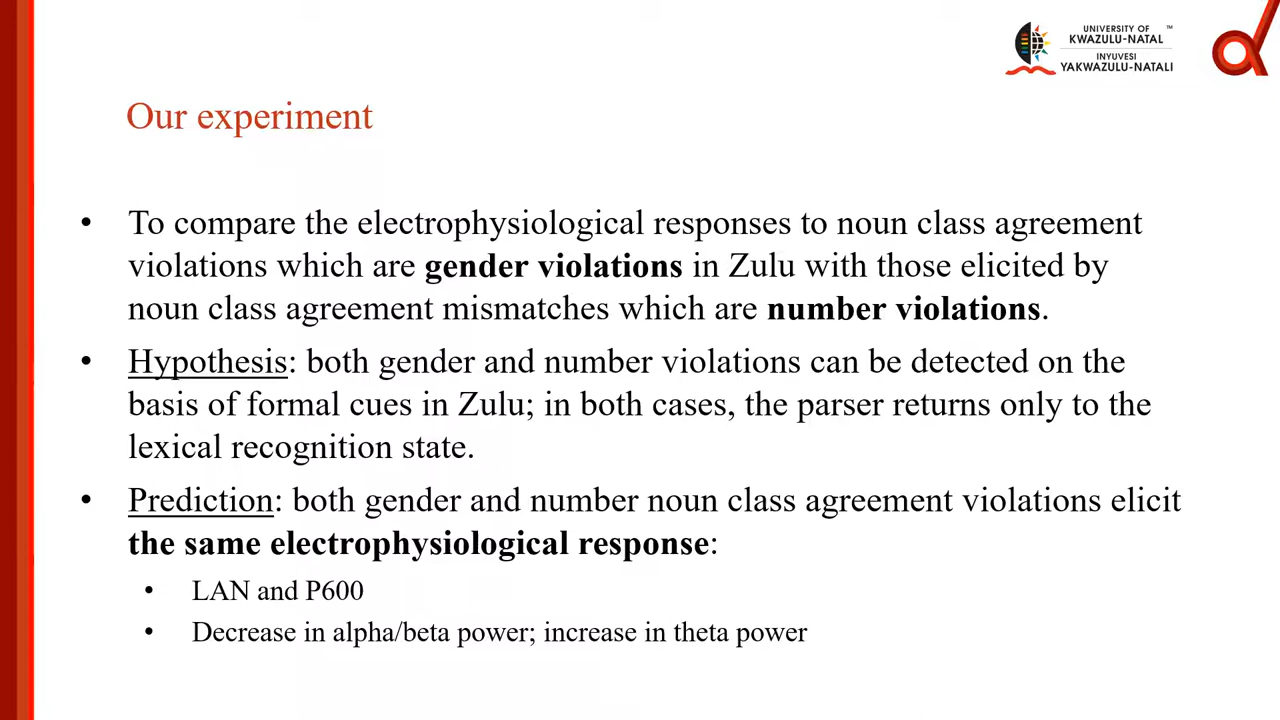 UNIVERSITY OF ™
KWAZULU-NATAL
INYUVESI
YAKWAZULU-NATALI
Our experiment
• To compare the electrophysiological responses to noun class agreement
violations which are gender violations in Zulu with those elicited by
noun class agreement mismatches which are number violations.
• Hypothesis: both gender and number violations can be detected on the
basis of formal cues in Zulu; in both cases, the parser returns only to the
lexical recognition state.
• Prediction: both gender and number noun class agreement violations elicit
the same electrophysiological response:
• LAN and P600
• Decrease in alpha/beta power; increase in theta power